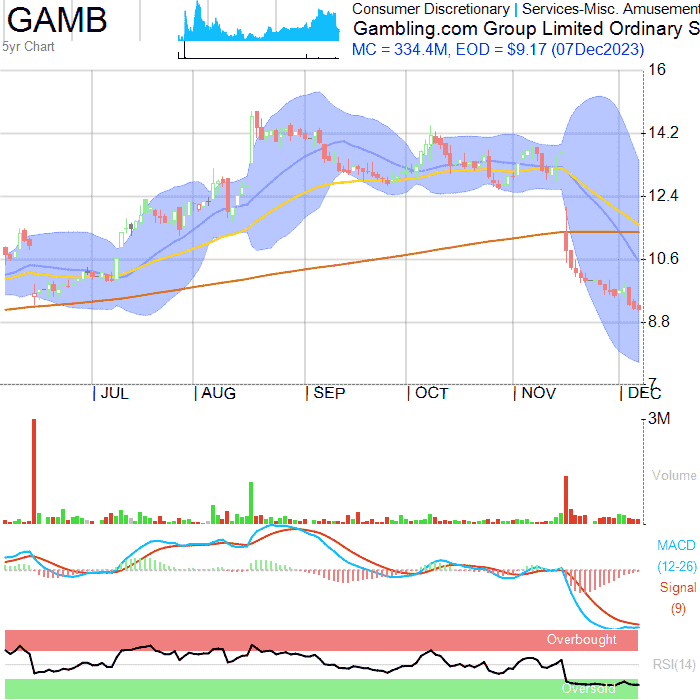 GAMB
5yr Chart
Consumer Discretionary | Services-Misc. Amusement
Gambling.com Group Limited Ordinary S
MC = 334.4M, EOD = $9.17 (07Dec2023)
16
14.2
12.4
10.6
8.8
7
JUL AUG SEP OCT NOV DEC
3M
Volume
MACD
(12-26)
Signal
(9)
Overbought
RSI(14)
Oversold